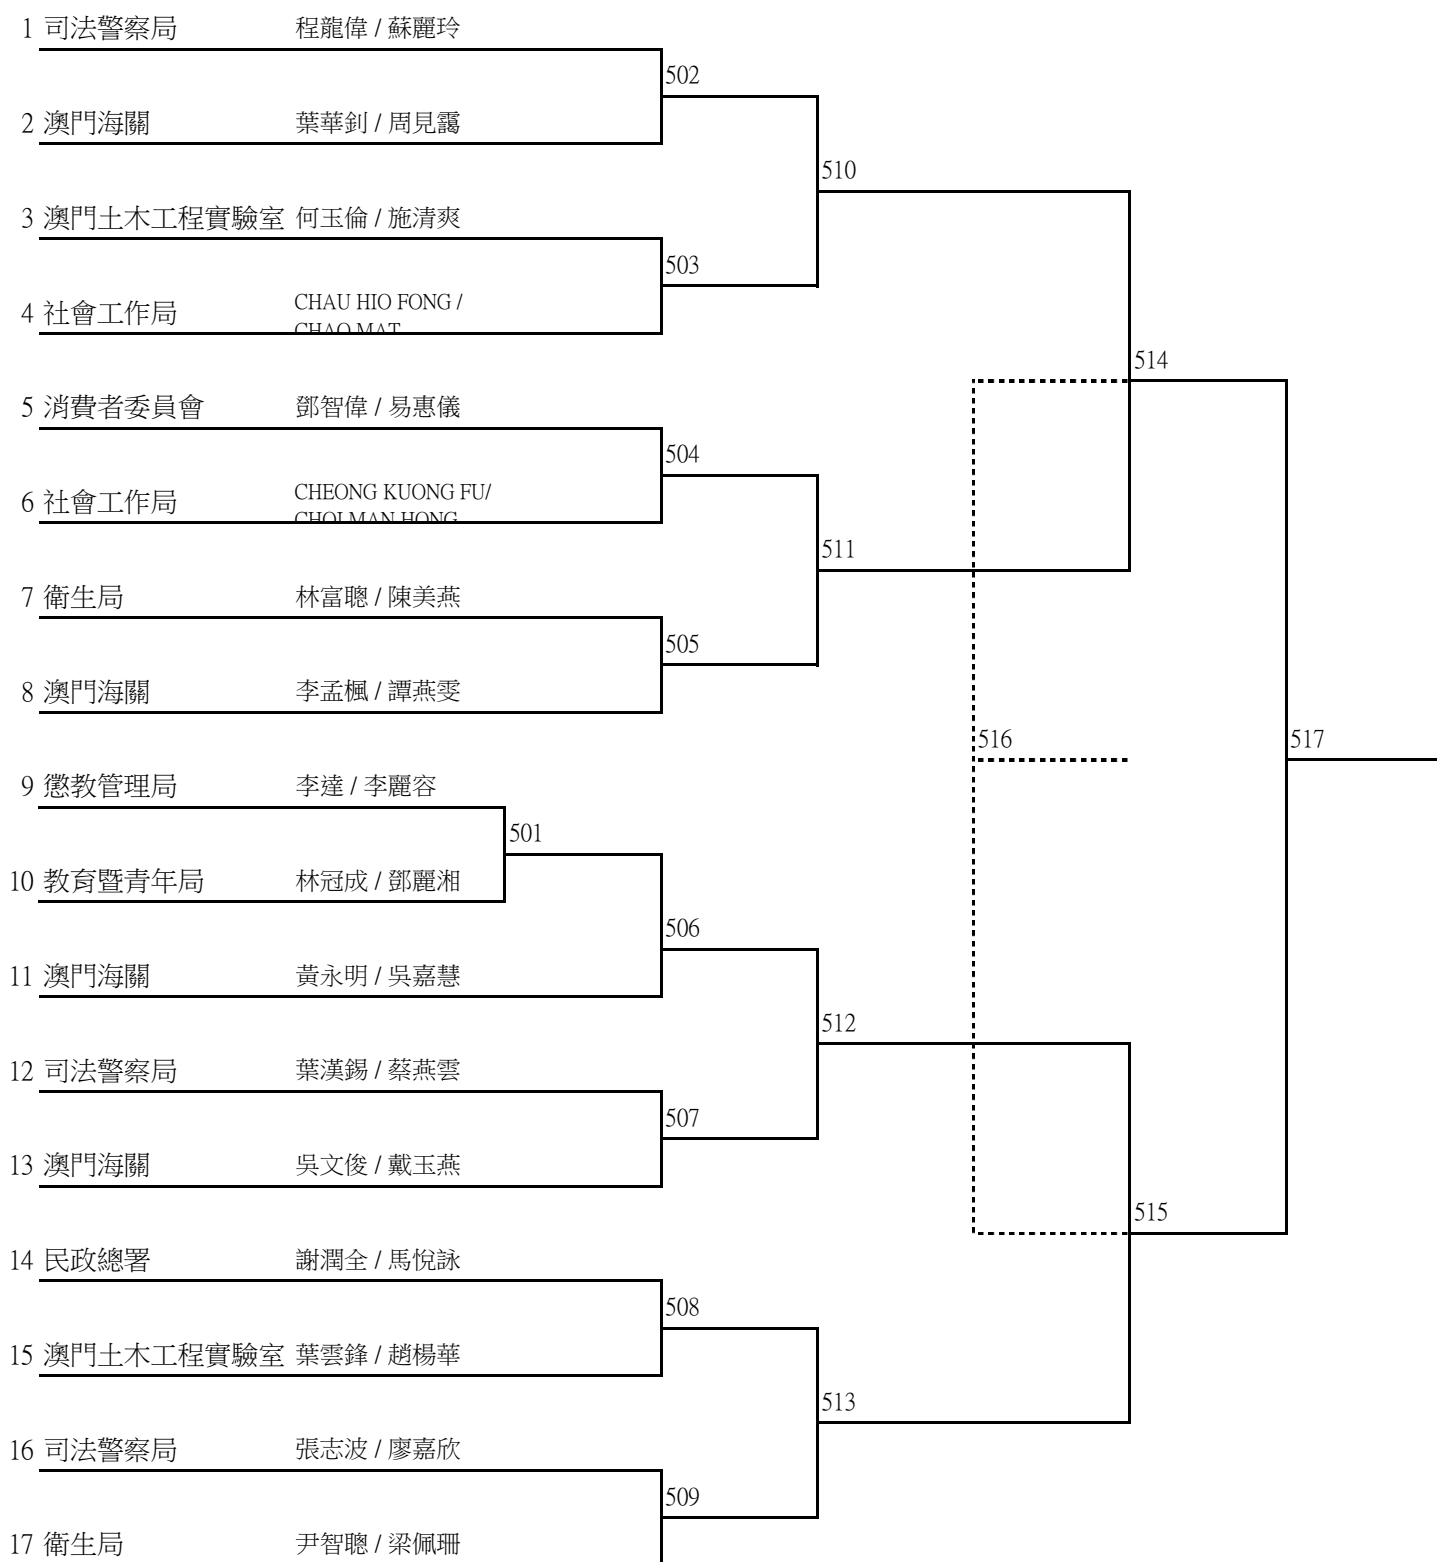 1 司法警察局 程龍偉 / 蘇麗玲
502
2 澳門海關 葉華釗 / 周見靄
510
3 澳門土木工程實驗室 何玉倫 / 施清爽
503
4 社會工作局 CHAU HIO FONG /
CHAO MAT
514
5 消費者委員會 鄧智偉 / 易惠儀
504
6 社會工作局 CHEONG KUONG FU/
CHOI MAN HONG
511
7 衛生局 林富聰 / 陳美燕
505
8 澳門海關 李孟楓 / 譚燕雯
516
517
9 懲教管理局 李達 / 李麗容
501
10 教育暨青年局 林冠成 / 鄧麗湘
506
11 澳門海關 黃永明 / 吳嘉慧
512
12 司法警察局 葉漢錫 / 蔡燕雲
507
13 澳門海關 吳文俊 / 戴玉燕
515
14 民政總署 謝潤全 / 馬悅詠
508
15 澳門土木工程實驗室 葉雲鋒 / 趙楊華
513
16 司法警察局 張志波 / 廖嘉欣
509
17 衛生局 尹智聰 / 梁佩珊